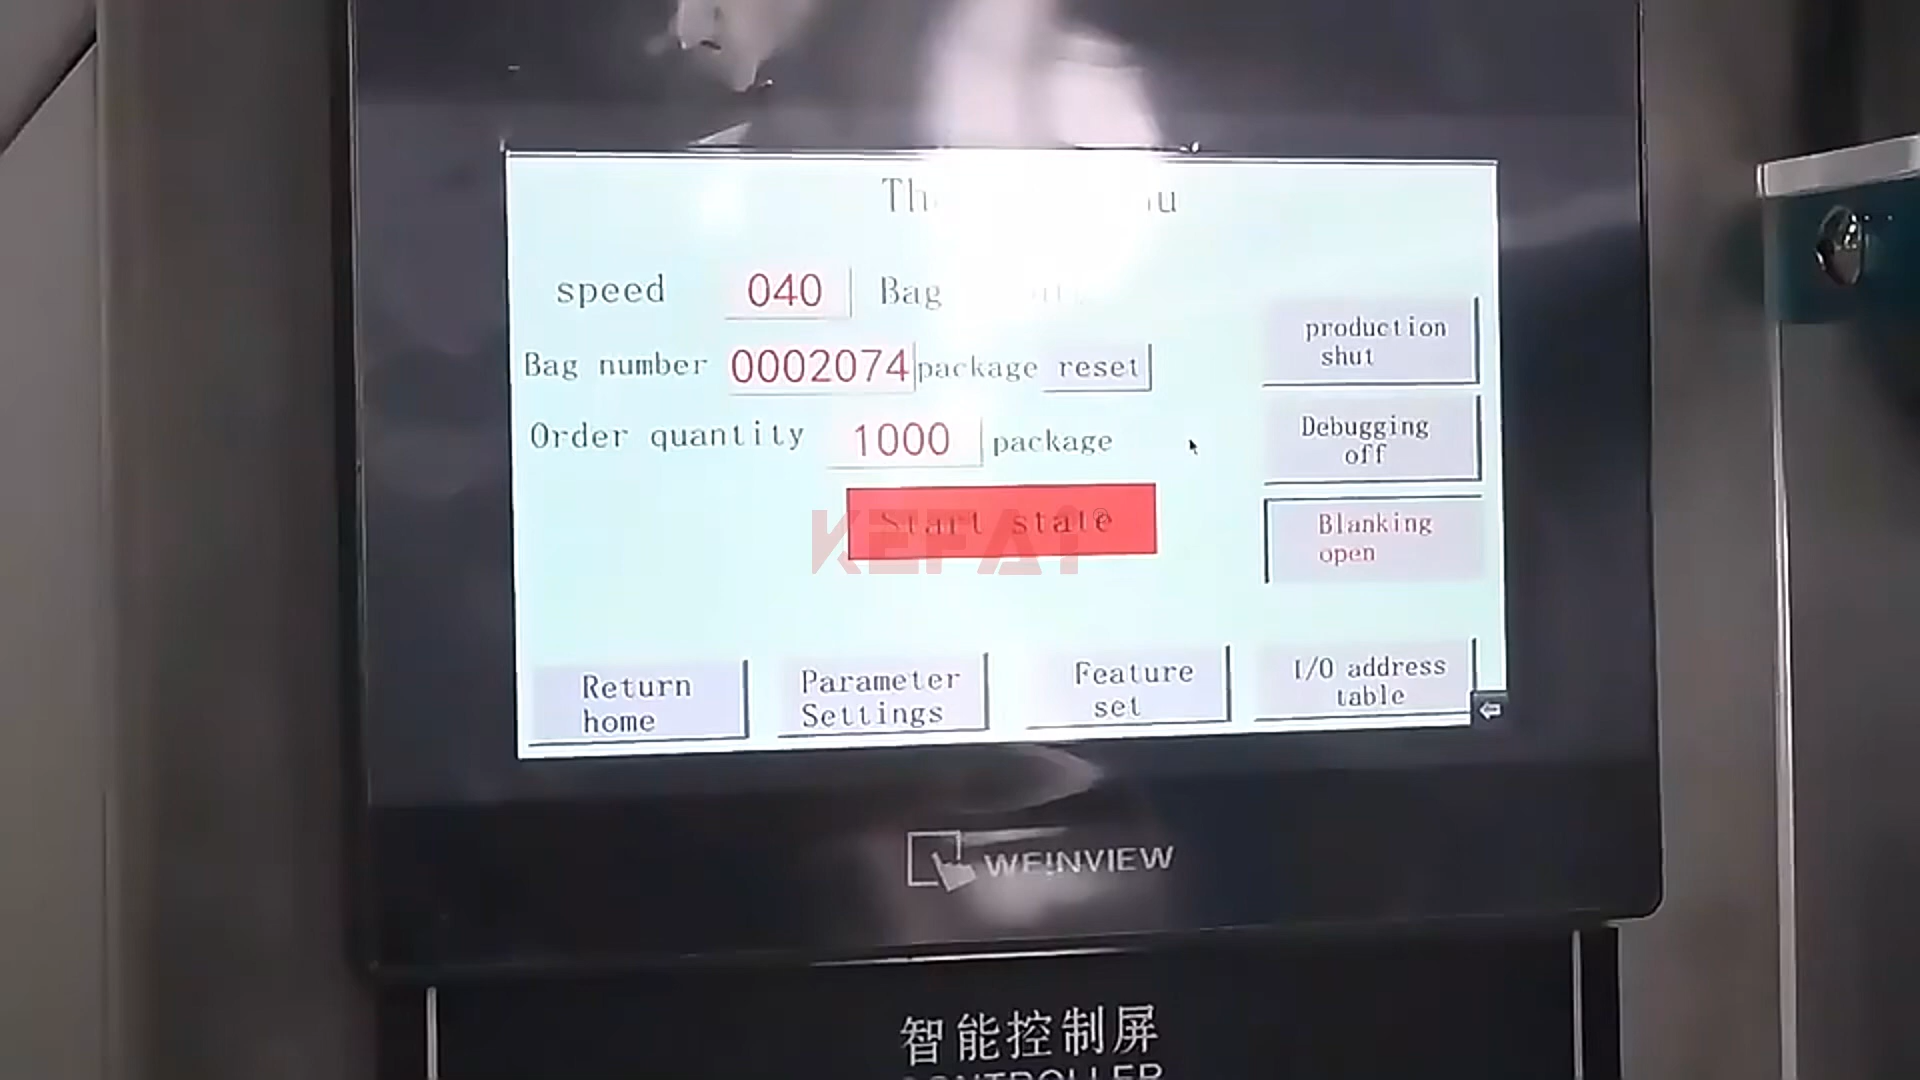 speed 040 Bag
Bag number 0002074 package reset
Order quantity 1000 package
Start state
KEFAI®
production
shut
Debugging
off
Blanking
open
Return
home
Parameter
Settings
Feature
set
I/O address
table
WEINVIEW
智能控制屏
CONTROLLER